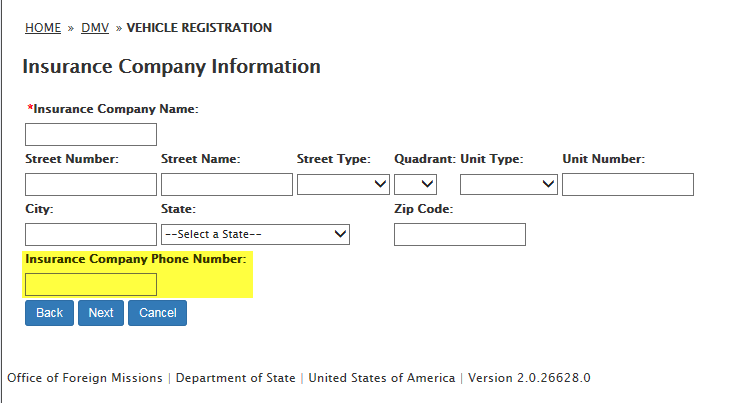 HOME » DMV » VEHICLE REGISTRATION
Insurance Company Information
*Insurance Company Name:
Street Number: Street Name: Street Type: Quadrant: Unit Type: Unit Number:
City: State: Zip Code:
--Select a State--
Insurance Company Phone Number:
Back Next Cancel
Office of Foreign Missions | Department of State | United States of America | Version 2.0.26628.0